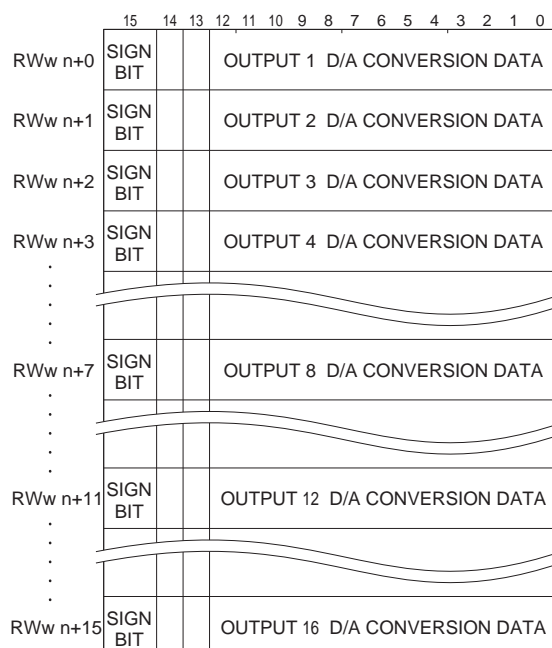 15 14 13 12 11 10 9 8 7 6 5 4 3 2 1 0
RWw n+0 SIGN BIT OUTPUT 1 D/A CONVERSION DATA
RWw n+1 SIGN BIT OUTPUT 2 D/A CONVERSION DATA
RWw n+2 SIGN BIT OUTPUT 3 D/A CONVERSION DATA
RWw n+3 SIGN BIT OUTPUT 4 D/A CONVERSION DATA
RWw n+7 SIGN BIT OUTPUT 8 D/A CONVERSION DATA
RWw n+11 SIGN BIT OUTPUT 12 D/A CONVERSION DATA
RWw n+15 SIGN BIT OUTPUT 16 D/A CONVERSION DATA